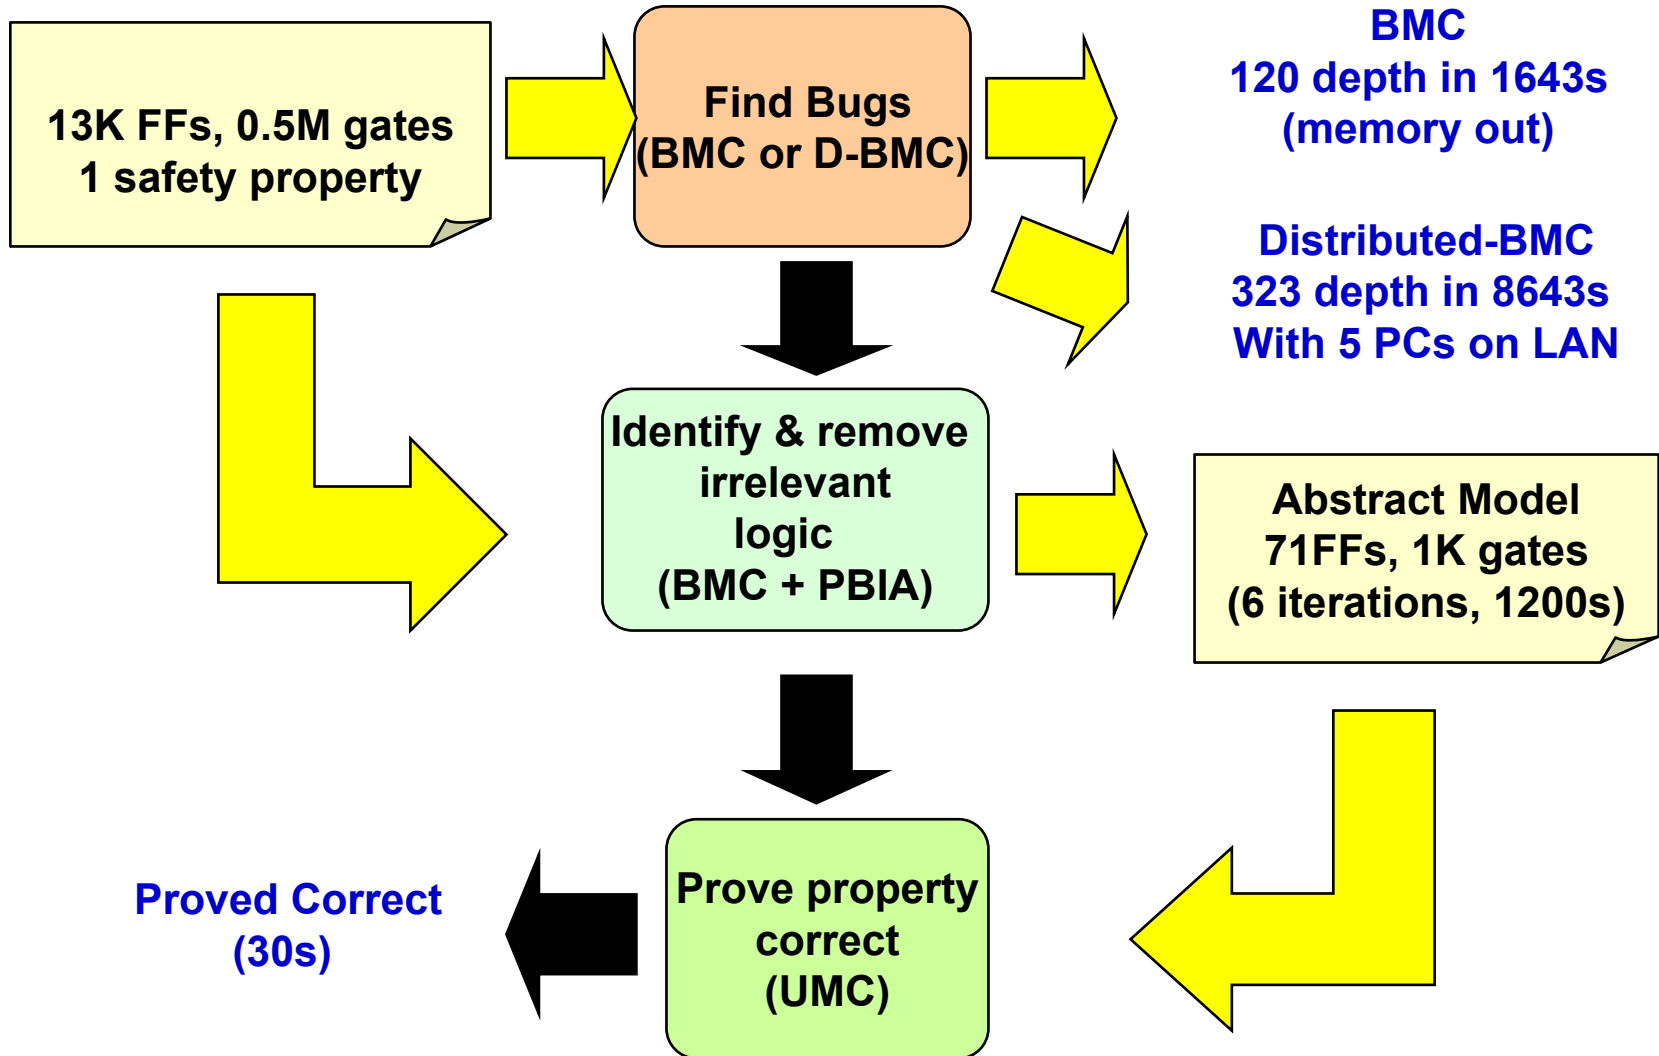 13K FFs, 0.5M gates
1 safety property
Find Bugs
(BMC or D-BMC)
BMC
120 depth in 1643s
(memory out)
Distributed-BMC
323 depth in 8643s
With 5 PCs on LAN
Identify & remove
irrelevant
logic
(BMC + PBIA)
Abstract Model
71FFs, 1K gates
(6 iterations, 1200s)
Prove property
correct
(UMC)
Proved Correct
(30s)